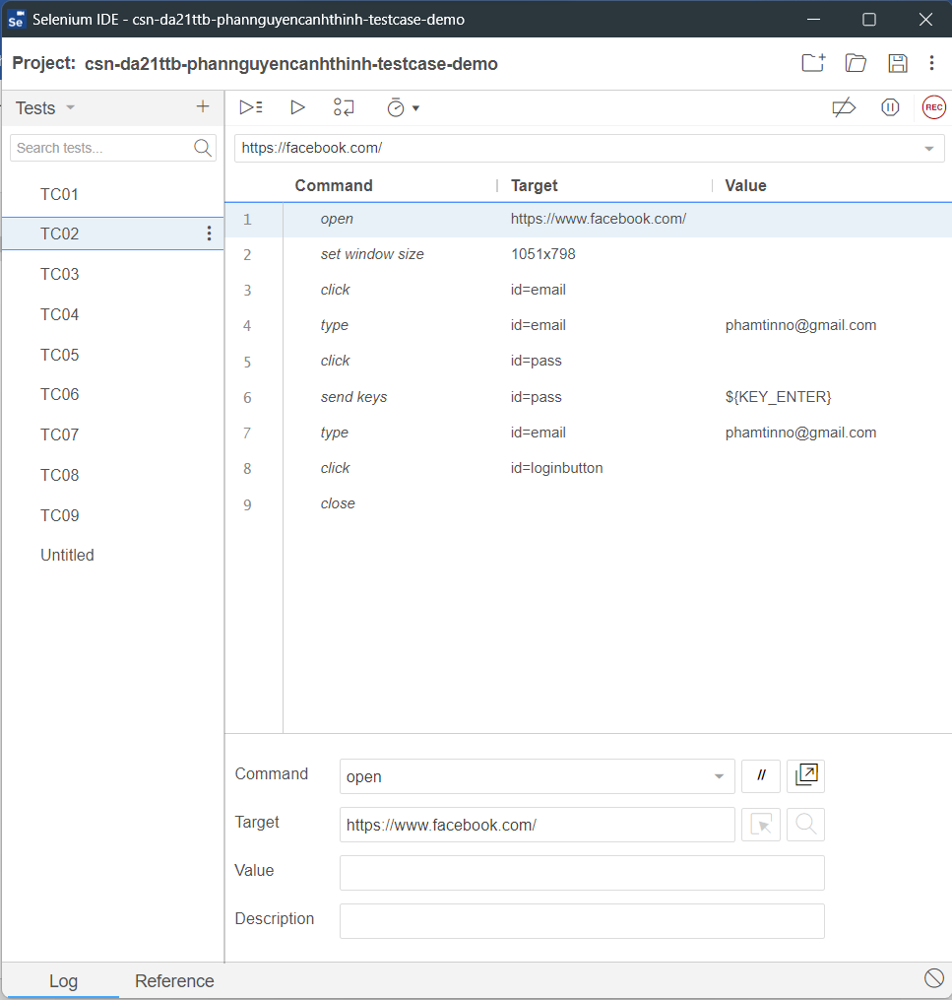 Se Selenium IDE - csn-da21ttb-phannguyencanhthinh-testcase-demo
Project: csn-da21ttb-phannguyencanhthinh-testcase-demo
Tests
REC
Search tests...
https://facebook.com/
Command Target Value
TC01
TC02
TC03
TC04
TC05
TC06
TC07
TC08
TC09
Untitled
1 open https://www.facebook.com/
2 set window size 1051x798
3 click id=email
4 type id=email phamtinno@gmail.com
5 click id=pass
6 send keys id=pass ${KEY_ENTER}
7 type id=email phamtinno@gmail.com
8 click id=loginbutton
9 close
Command open //
Target https://www.facebook.com/
Value
Description
Log Reference